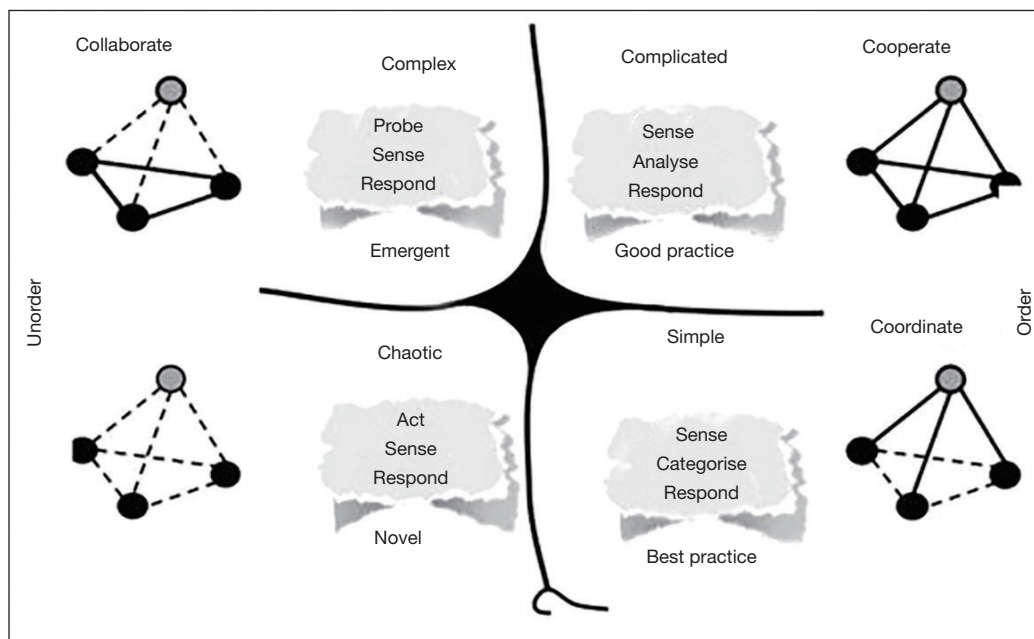 Collaborate
Complex
Probe
Sense
Respond
Emergent
Complicated
Sense
Analyse
Respond
Good practice
Cooperate
Unorder
Order
Chaotic
Act
Sense
Respond
Novel
Simple
Sense
Categorise
Respond
Best practice
Coordinate